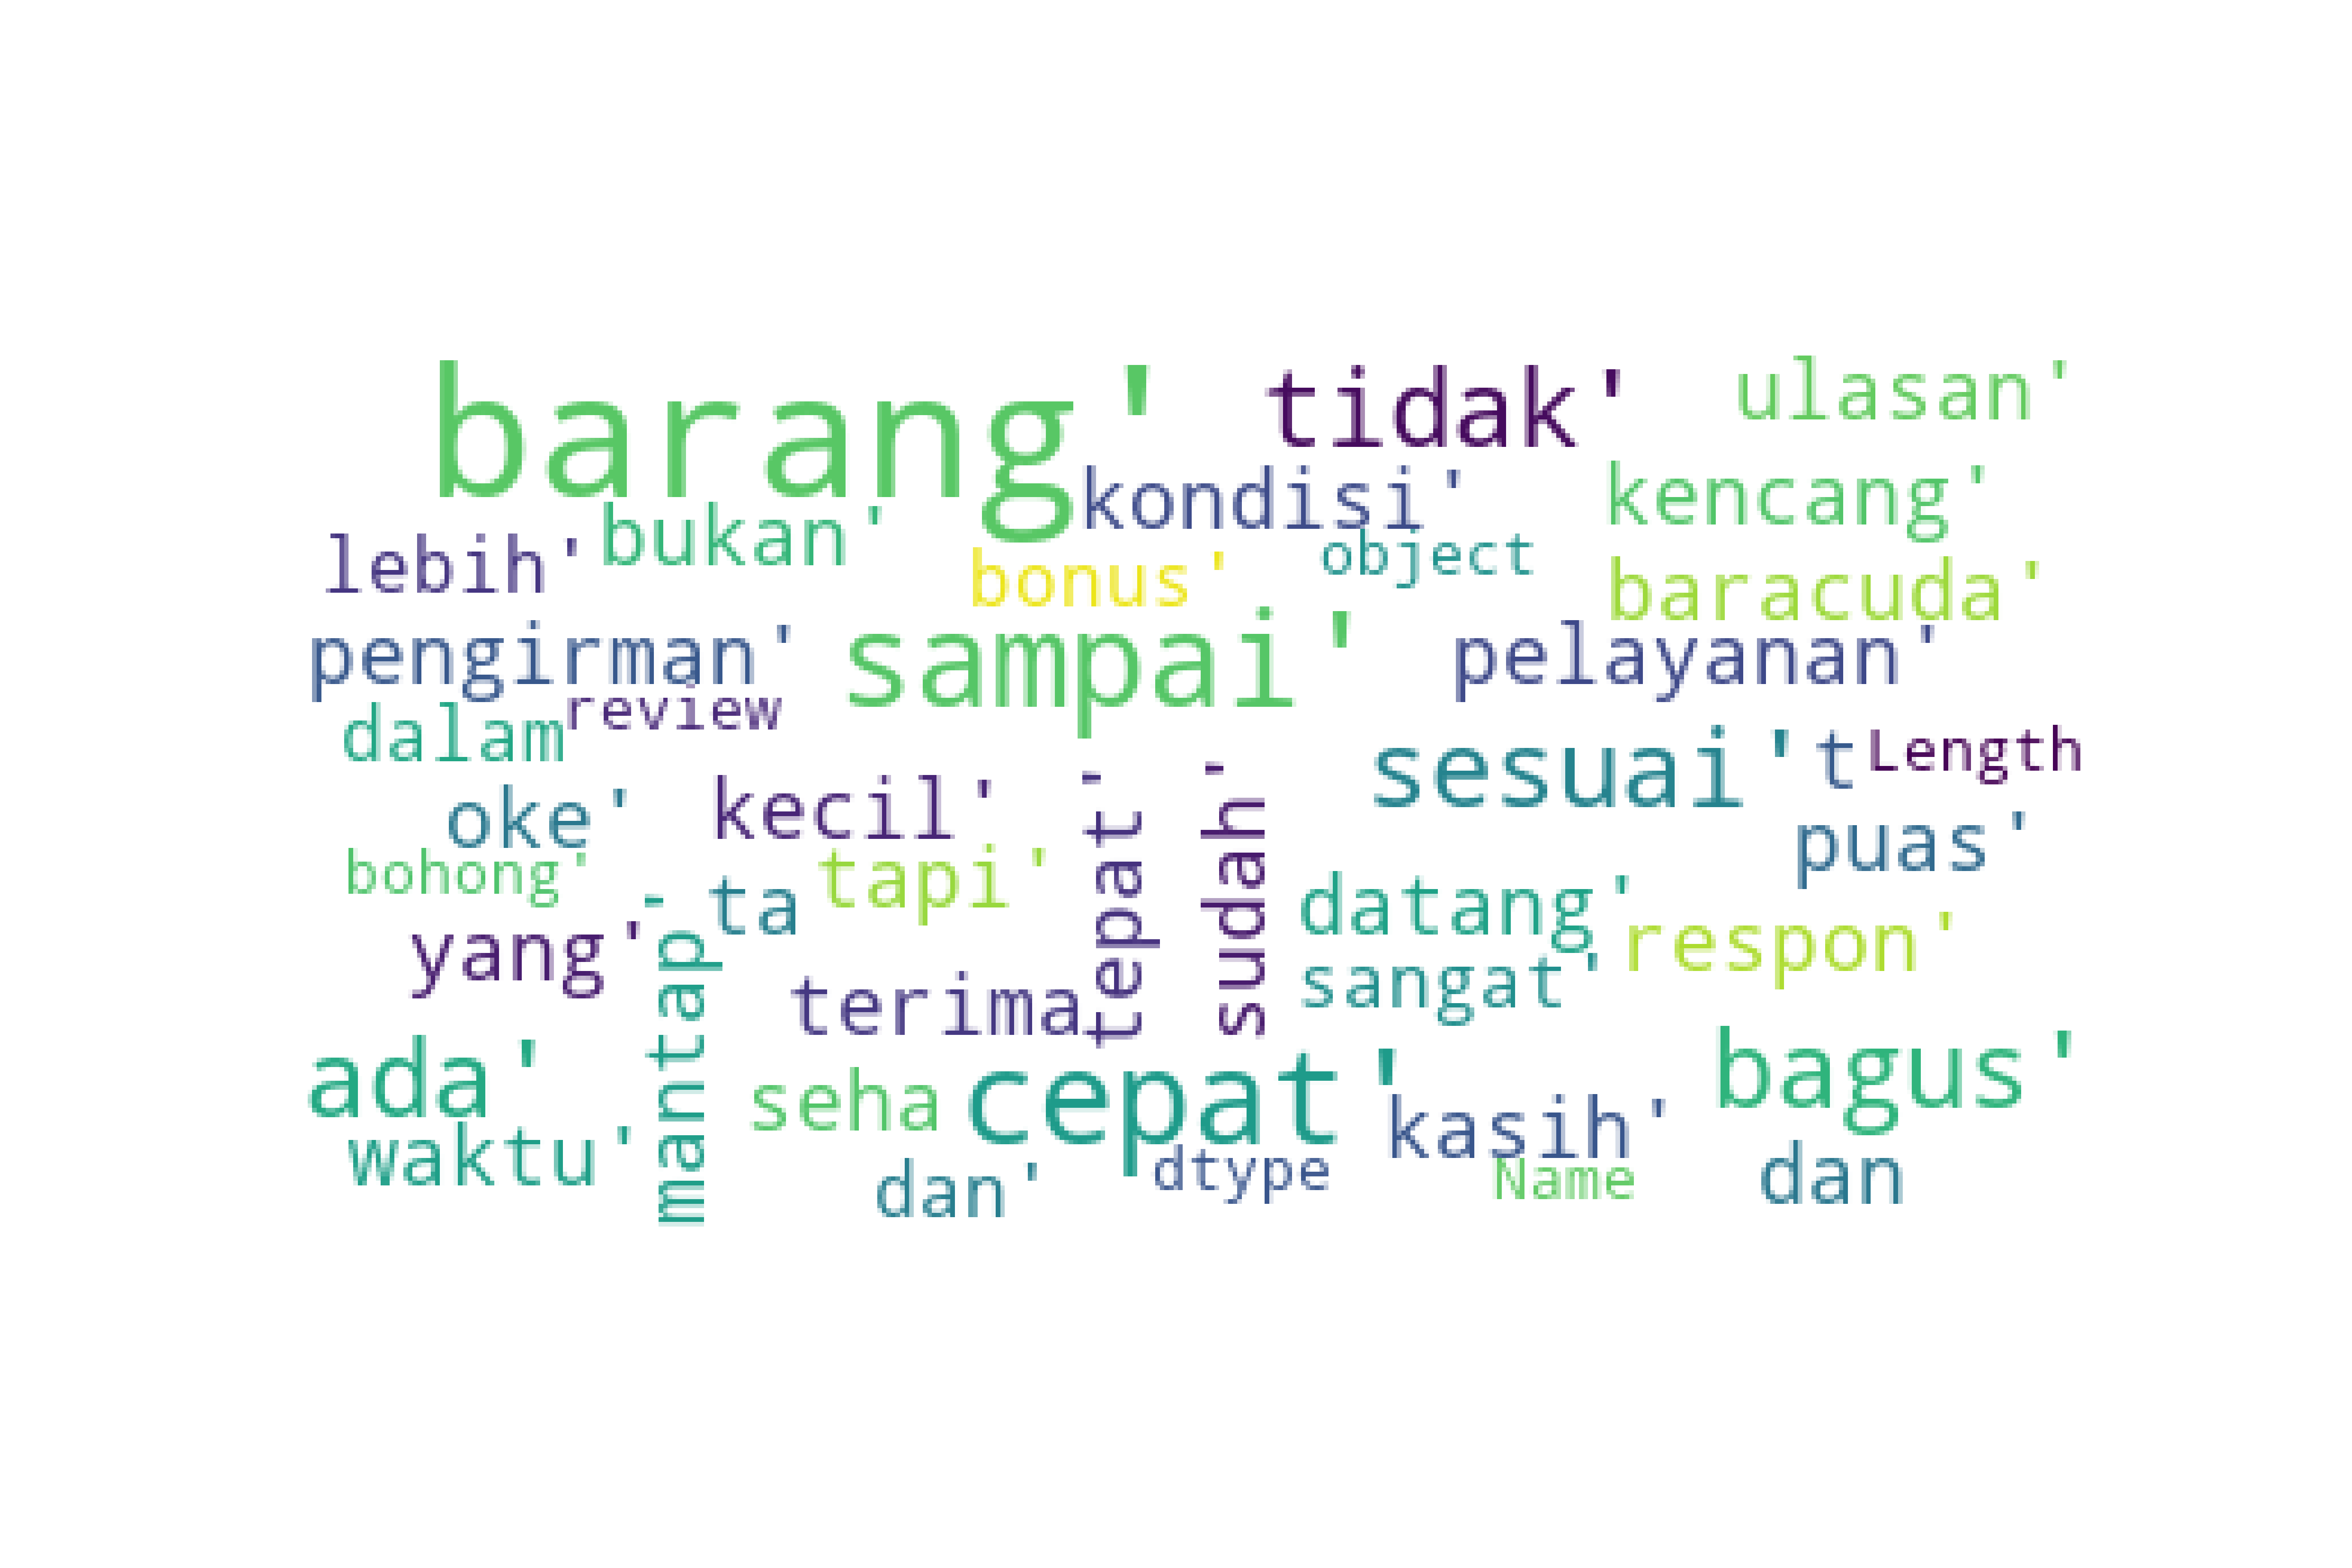 barang'
tidak'
ulasan'
kondisi'
kencang'
lebih'
bukan'
bonus'
object
baracuda'
pengirman'
sampai'
pelayanan'
dalam
review
sesuai'
t
Length
oke'
kecil'
tepat'
sudah'
puas'
bohong'
ta
tapi'
datang'
respon'
yang'
mantap'
terima
sangat'
ada'
seha
cepat'
kasih'
bagus'
waktu'
dan'
dtype
Name
dan